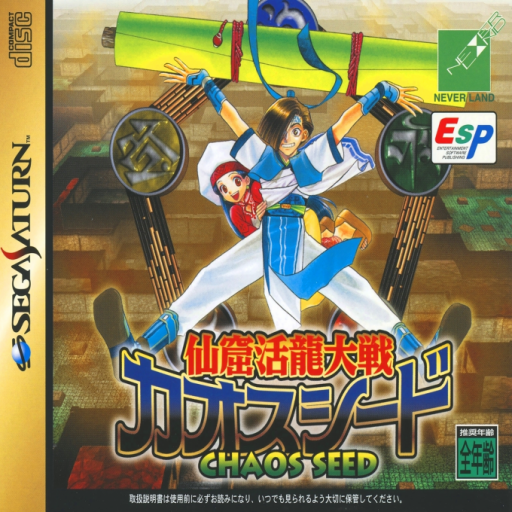 COMPACT
disc
SEGA SATURN™
NEVERLAND
ESP
ENTERTAINMENT
SOFTWARE
PUBLISHING
仙窟活龍大戦
カオスシード
CHAOS SEED
推奨年齢
全年齢
取扱説明書は使用前に必ずお読みになり、いつでも見られるよう大切に保管してください。